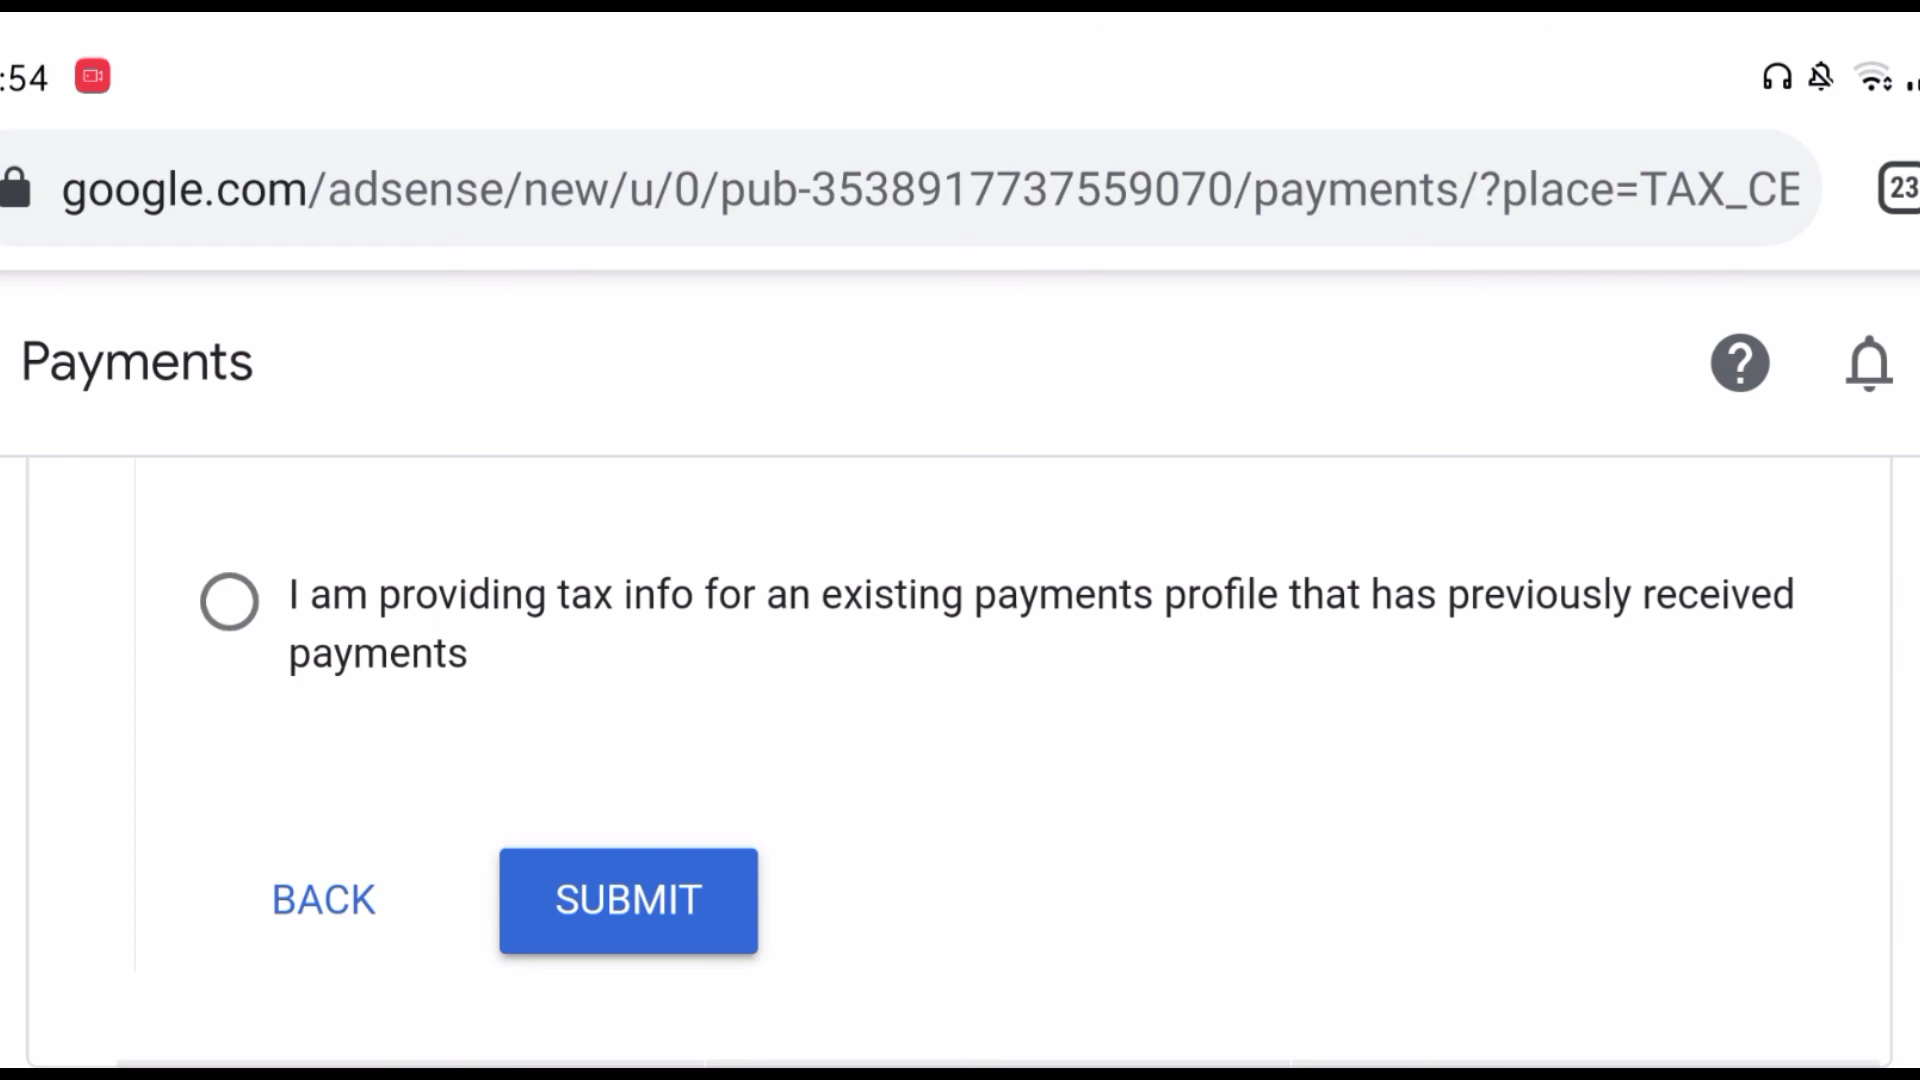 :54
google.com/adsense/new/u/0/pub-3538917737559070/payments/?place=TAX_CE
23
Payments
I am providing tax info for an existing payments profile that has previously received
payments
BACK
SUBMIT